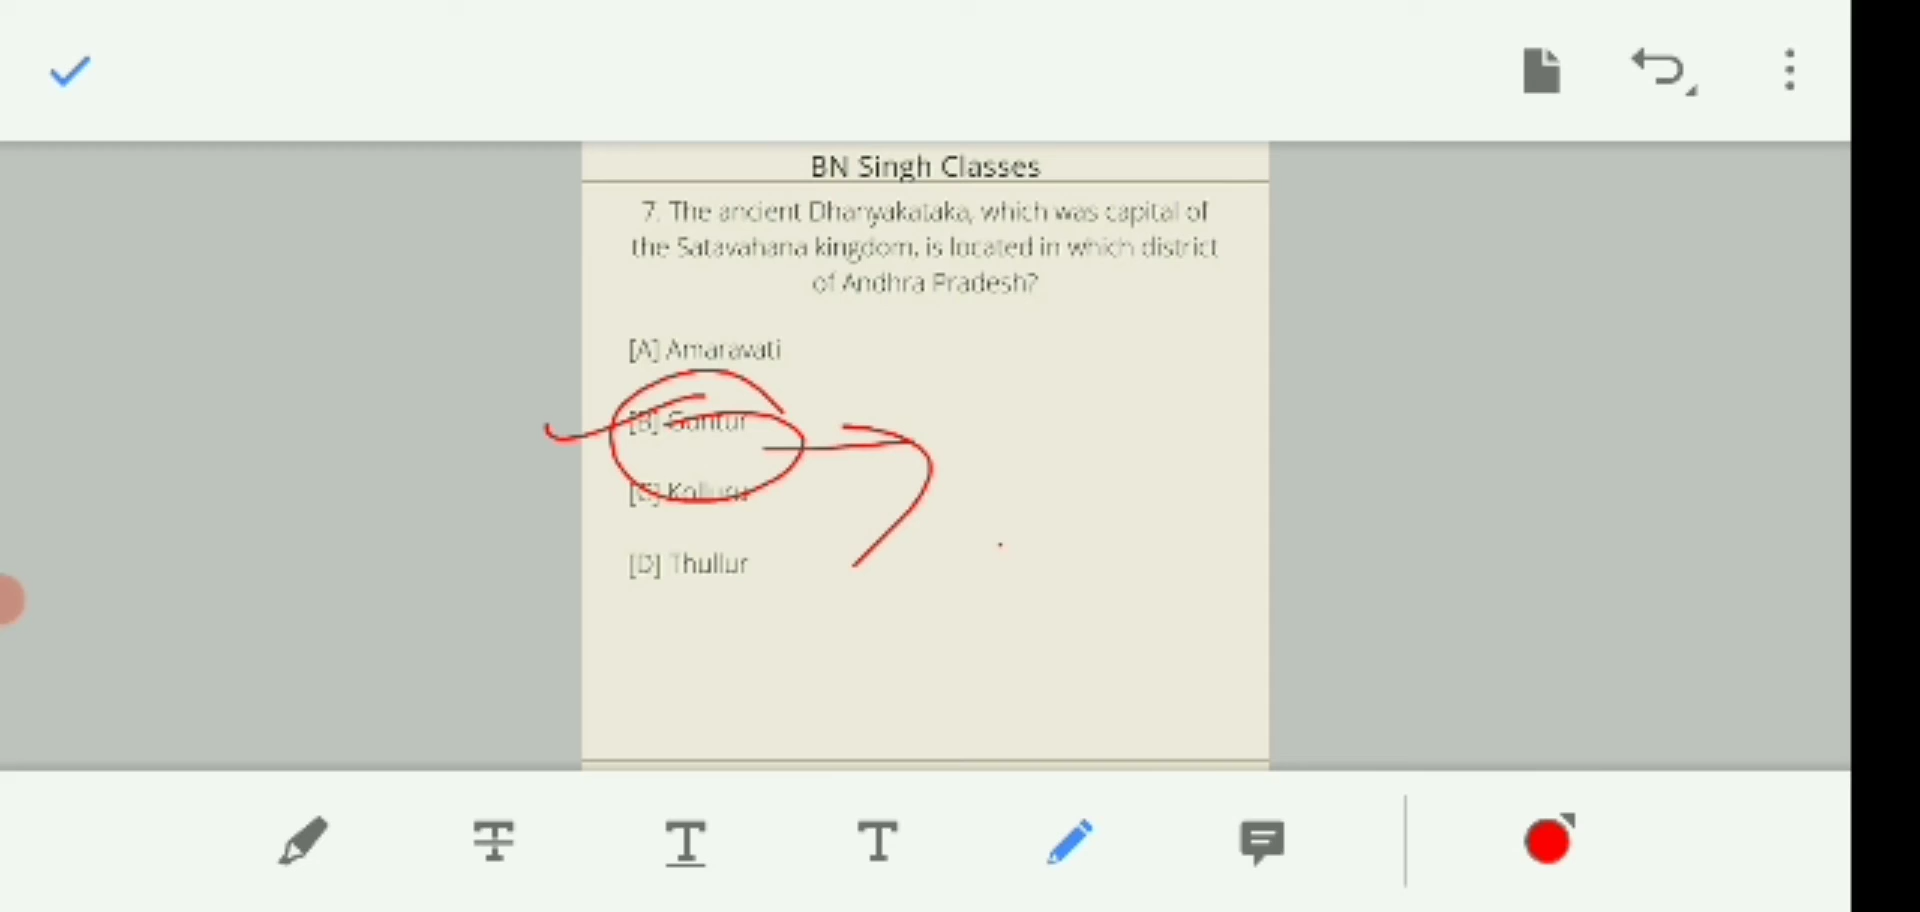 BN Singh Classes
7. The ancient Dhanyakataka, which was capital of
the Satavahana kingdom, is located in which district
of Andhra Pradesh?
[A] Amaravati
[B] Guntur
[C] Kolluru
[D] Thullur